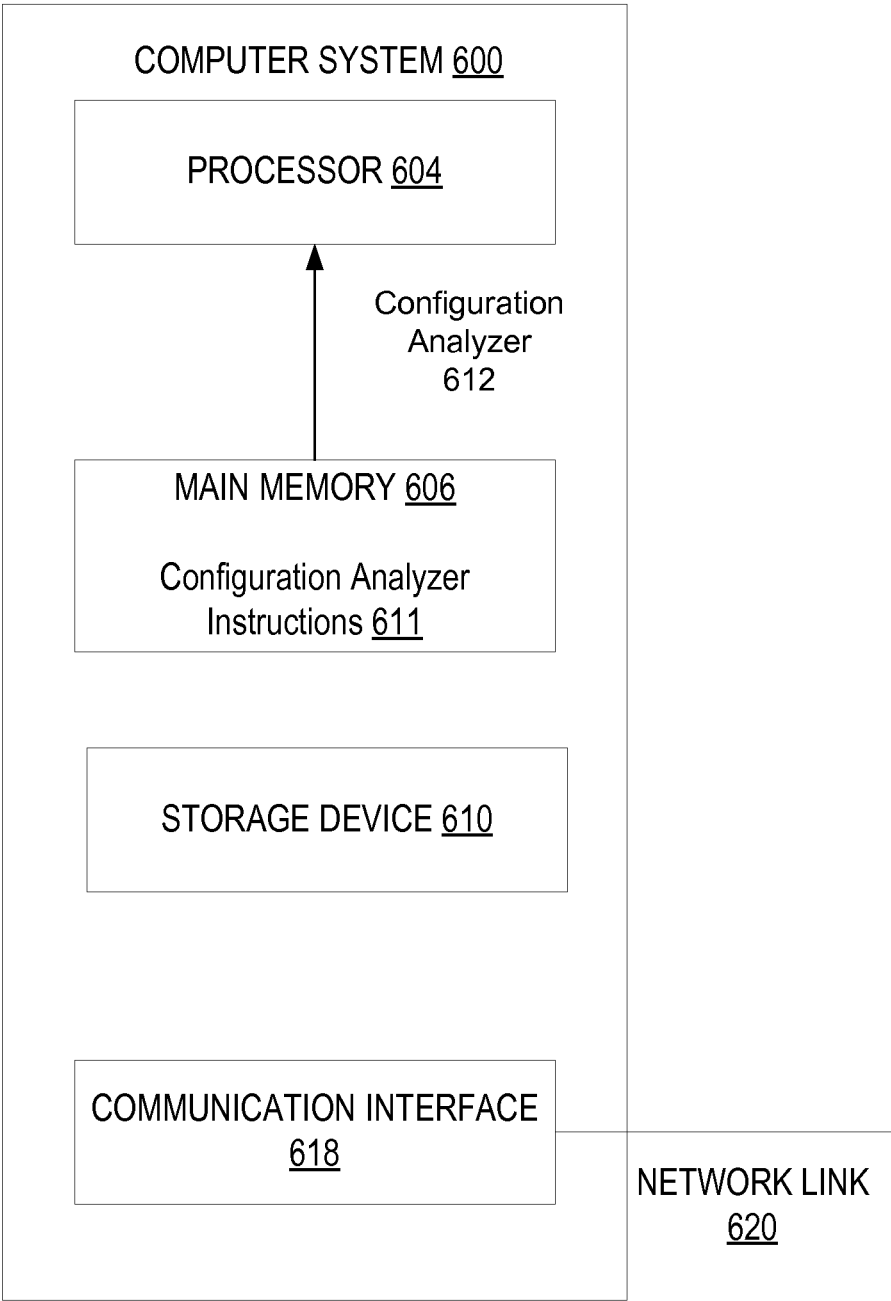 COMPUTER SYSTEM 600
PROCESSOR 604
Configuration
Analyzer
612
MAIN MEMORY 606
Configuration Analyzer
Instructions 611
STORAGE DEVICE 610
COMMUNICATION INTERFACE
618
NETWORK LINK
620